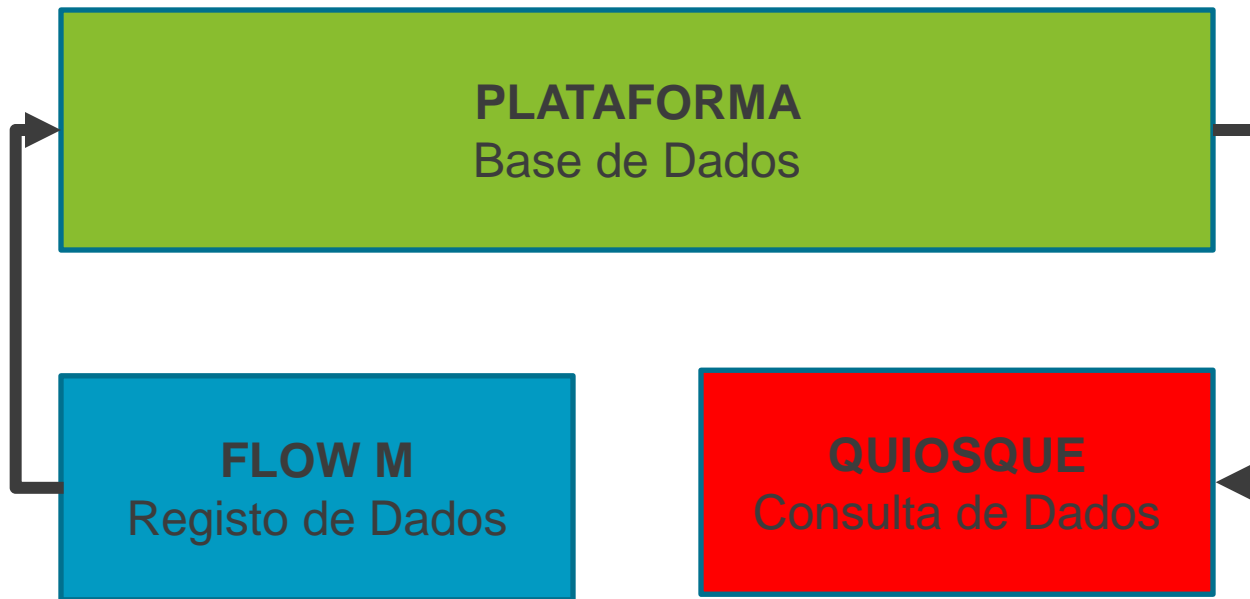 PLATAFORMA
Base de Dados
FLOW M
Registo de Dados
QUIOSQUE
Consulta de Dados